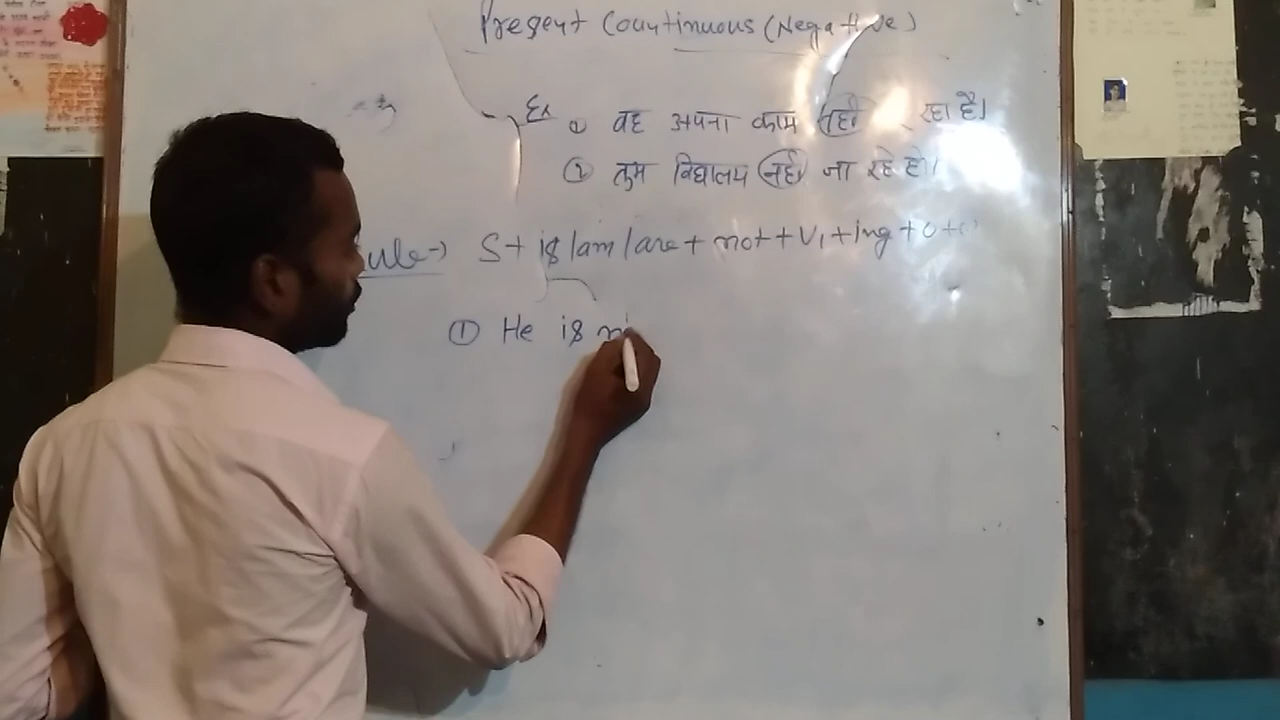 Present Countinuous (Negative)
Ex ① वह अपना काम नहीं रहा है।
② तुम विद्यालय नहीं जा रहे हो।
ule→ S + is/am/are + not + V₁ + ing + o +
① He is n